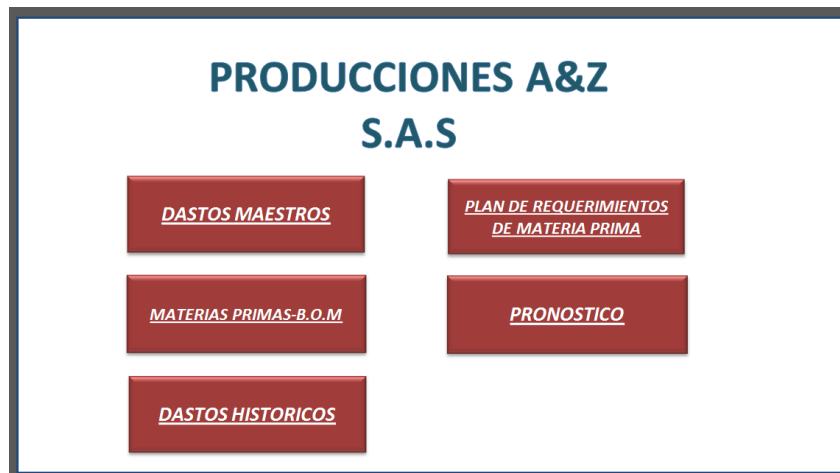 PRODUCCIONES A&Z
S.A.S
DASTOS MAESTROS
PLAN DE REQUERIMIENTOS
DE MATERIA PRIMA
MATERIAS PRIMAS-B.O.M
PRONOSTICO
DASTOS HISTORICOS